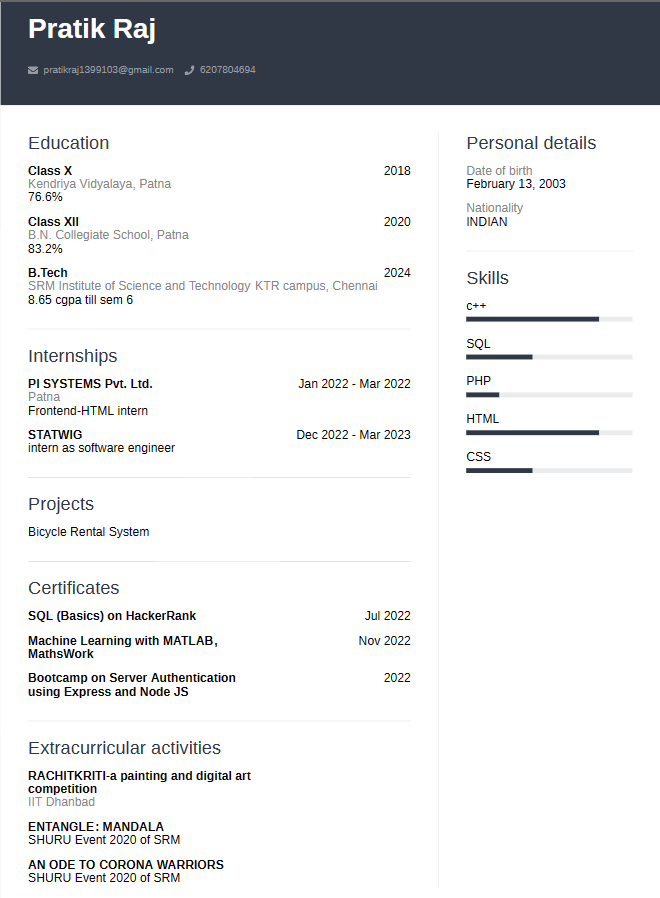 Pratik Raj
pratikraj1399103@gmail.com 6207804694
Education
Class X 2018
Kendriya Vidyalaya, Patna
76.6%
Class XII 2020
B.N. Collegiate School, Patna
83.2%
B.Tech 2024
SRM Institute of Science and Technology KTR campus, Chennai
8.65 cgpa till sem 6
Internships
PI SYSTEMS Pvt. Ltd. Jan 2022 - Mar 2022
Patna
Frontend-HTML intern
STATWIG Dec 2022 - Mar 2023
intern as software engineer
Projects
Bicycle Rental System
Certificates
SQL (Basics) on HackerRank Jul 2022
Machine Learning with MATLAB, Nov 2022
MathsWork
Bootcamp on Server Authentication 2022
using Express and Node JS
Extracurricular activities
RACHITKRITI-a painting and digital art
competition
IIT Dhanbad
ENTANGLE: MANDALA
SHURU Event 2020 of SRM
AN ODE TO CORONA WARRIORS
SHURU Event 2020 of SRM
Personal details
Date of birth
February 13, 2003
Nationality
INDIAN
Skills
c++
SQL
PHP
HTML
CSS